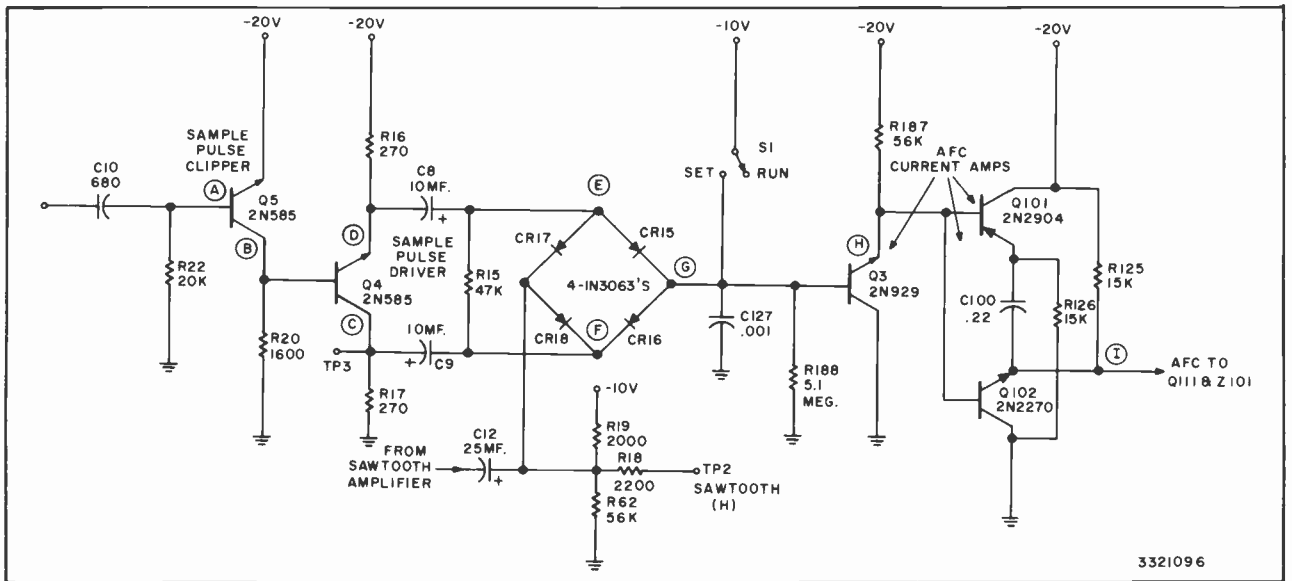 -20V
-20V
-10V
-20V
-20V
SAMPLE
PULSE
CLIPPER
C10
680
A
Q5
2N585
B
R22
20K
R20
1600
R16
270
D
Q4
2N585
C
TP3
R17
270
C8
10MF.
+
SAMPLE
PULSE
DRIVER
R15
47K
10MF.
+
C9
E
CR17
CR15
4-IN3063'S
CR18
CR16
F
G
S1
SET
RUN
C127
.001
R188
5.1
MEG.
R187
56K
AFC
CURRENT AMPS
H
Q3
2N929
Q101
2N2904
C100
.22
R126
15K
R125
15K
I
Q102
2N2270
AFC TO
Q111 & Z101
-10V
R19
2000
R18
2200
TP2
SAWTOOTH
(H)
R62
56K
C12
25MF.
+
FROM
SAWTOOTH
AMPLIFIER
3321096